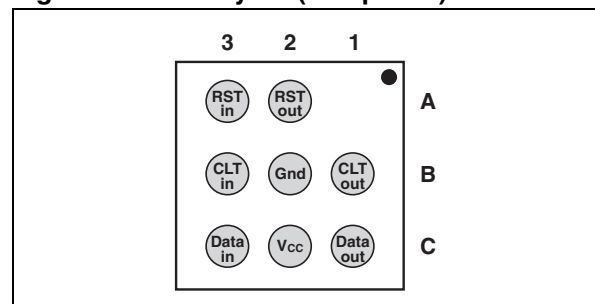 3 2 1
RST in RST out A
CLT in Gnd CLT out B
Data in Vcc Data out C